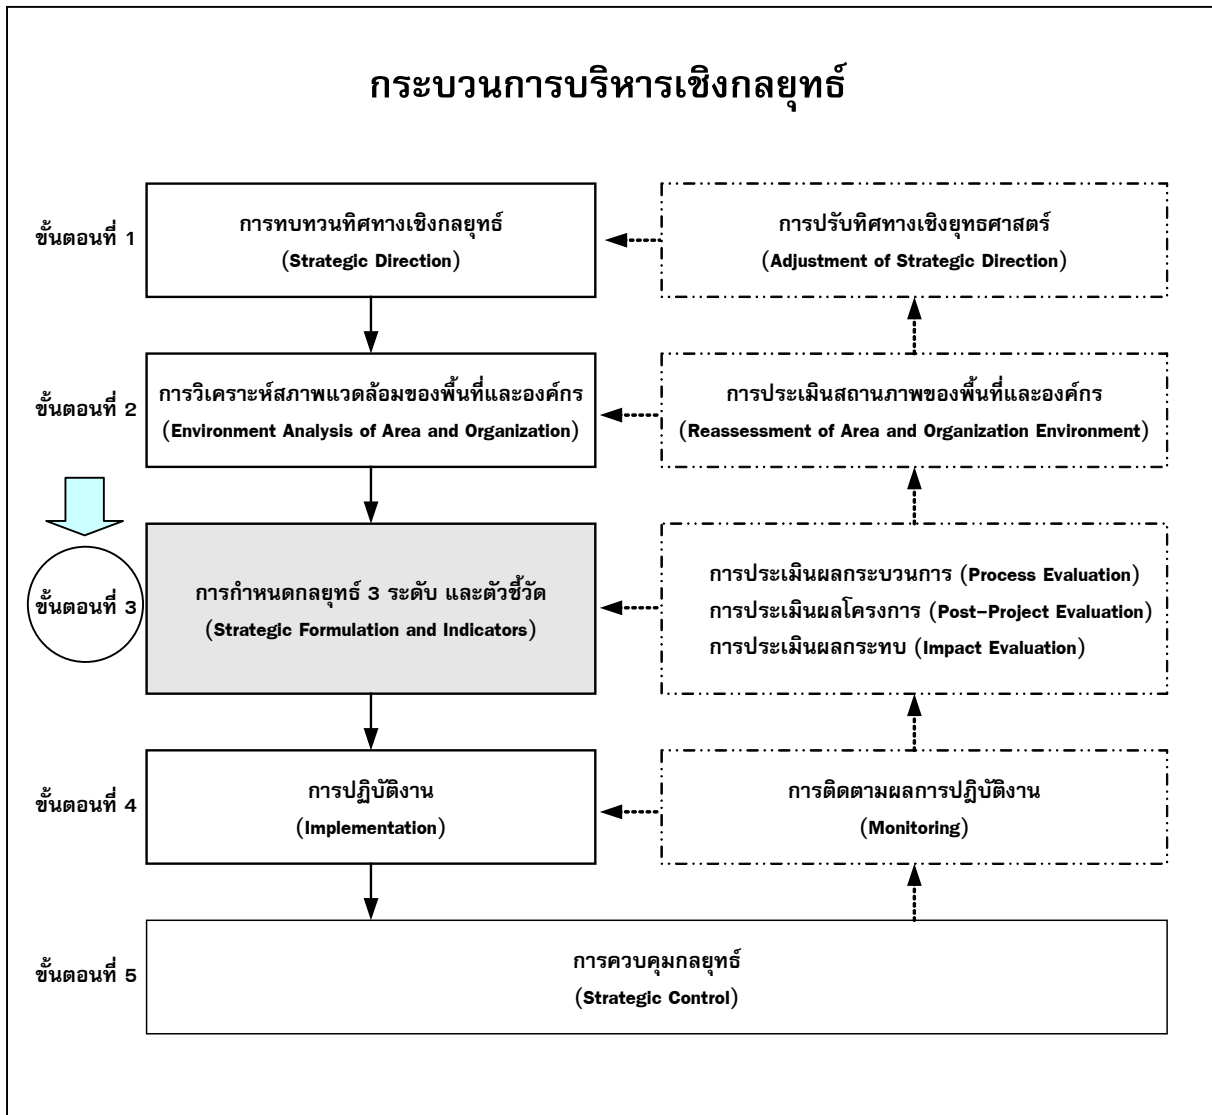 กระบวนการบริหารเชิงกลยุทธ์
ขั้นตอนที่ 1
การทบทวนทิศทางเชิงกลยุทธ์
(Strategic Direction)
การปรับทิศทางเชิงยุทธศาสตร์
(Adjustment of Strategic Direction)
ขั้นตอนที่ 2
การวิเคราะห์สภาพแวดล้อมของพื้นที่และองค์กร
(Environment Analysis of Area and Organization)
การประเมินสถานภาพของพื้นที่และองค์กร
(Reassessment of Area and Organization Environment)
ขั้นตอนที่ 3
การกำหนดกลยุทธ์ 3 ระดับ และตัวชี้วัด
(Strategic Formulation and Indicators)
การประเมินผลกระบวนการ (Process Evaluation)
การประเมินผลโครงการ (Post-Project Evaluation)
การประเมินผลกระทบ (Impact Evaluation)
ขั้นตอนที่ 4
การปฏิบัติงาน
(Implementation)
การติดตามผลการปฎิบัติงาน
(Monitoring)
ขั้นตอนที่ 5
การควบคุมกลยุทธ์
(Strategic Control)